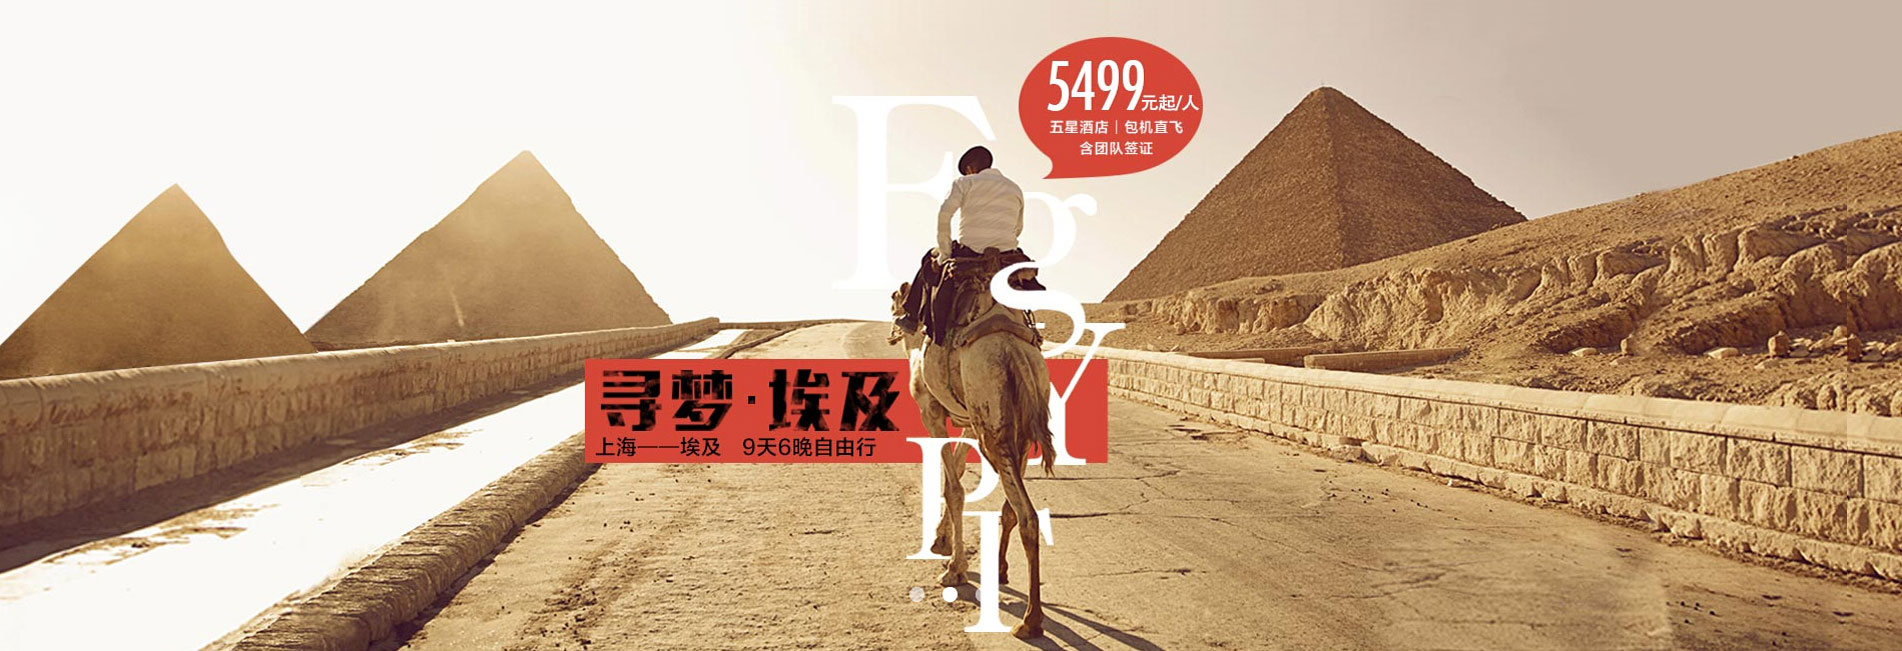 5499元起/人
五星酒店｜包机直飞
含团队签证
EgYPT
寻梦·埃及
上海——埃及 9天6晚自由行